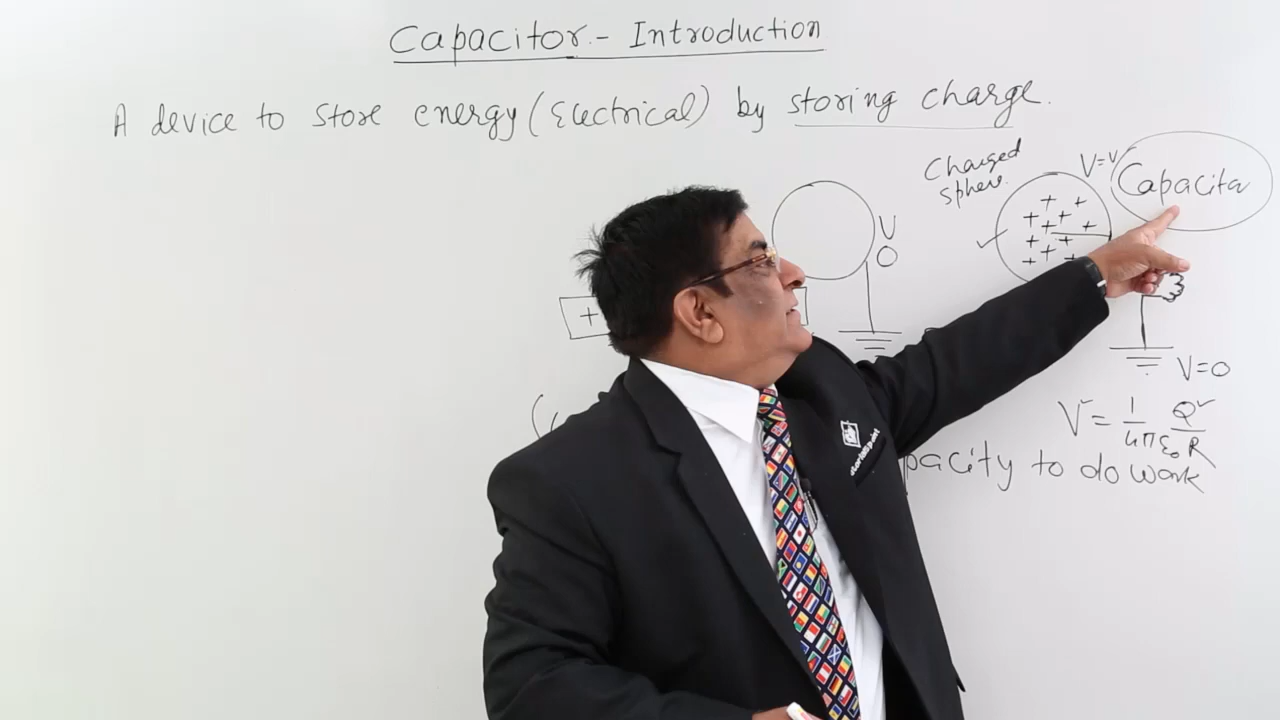 Capacitor - Introduction
A device to store energy (Electrical) by storing charge.
Charged
sphere
V=V
Capacita
U
O
+ + + + + + + + + +
+
V=0
V = 1/4πε₀ Q/R
pacity to do work